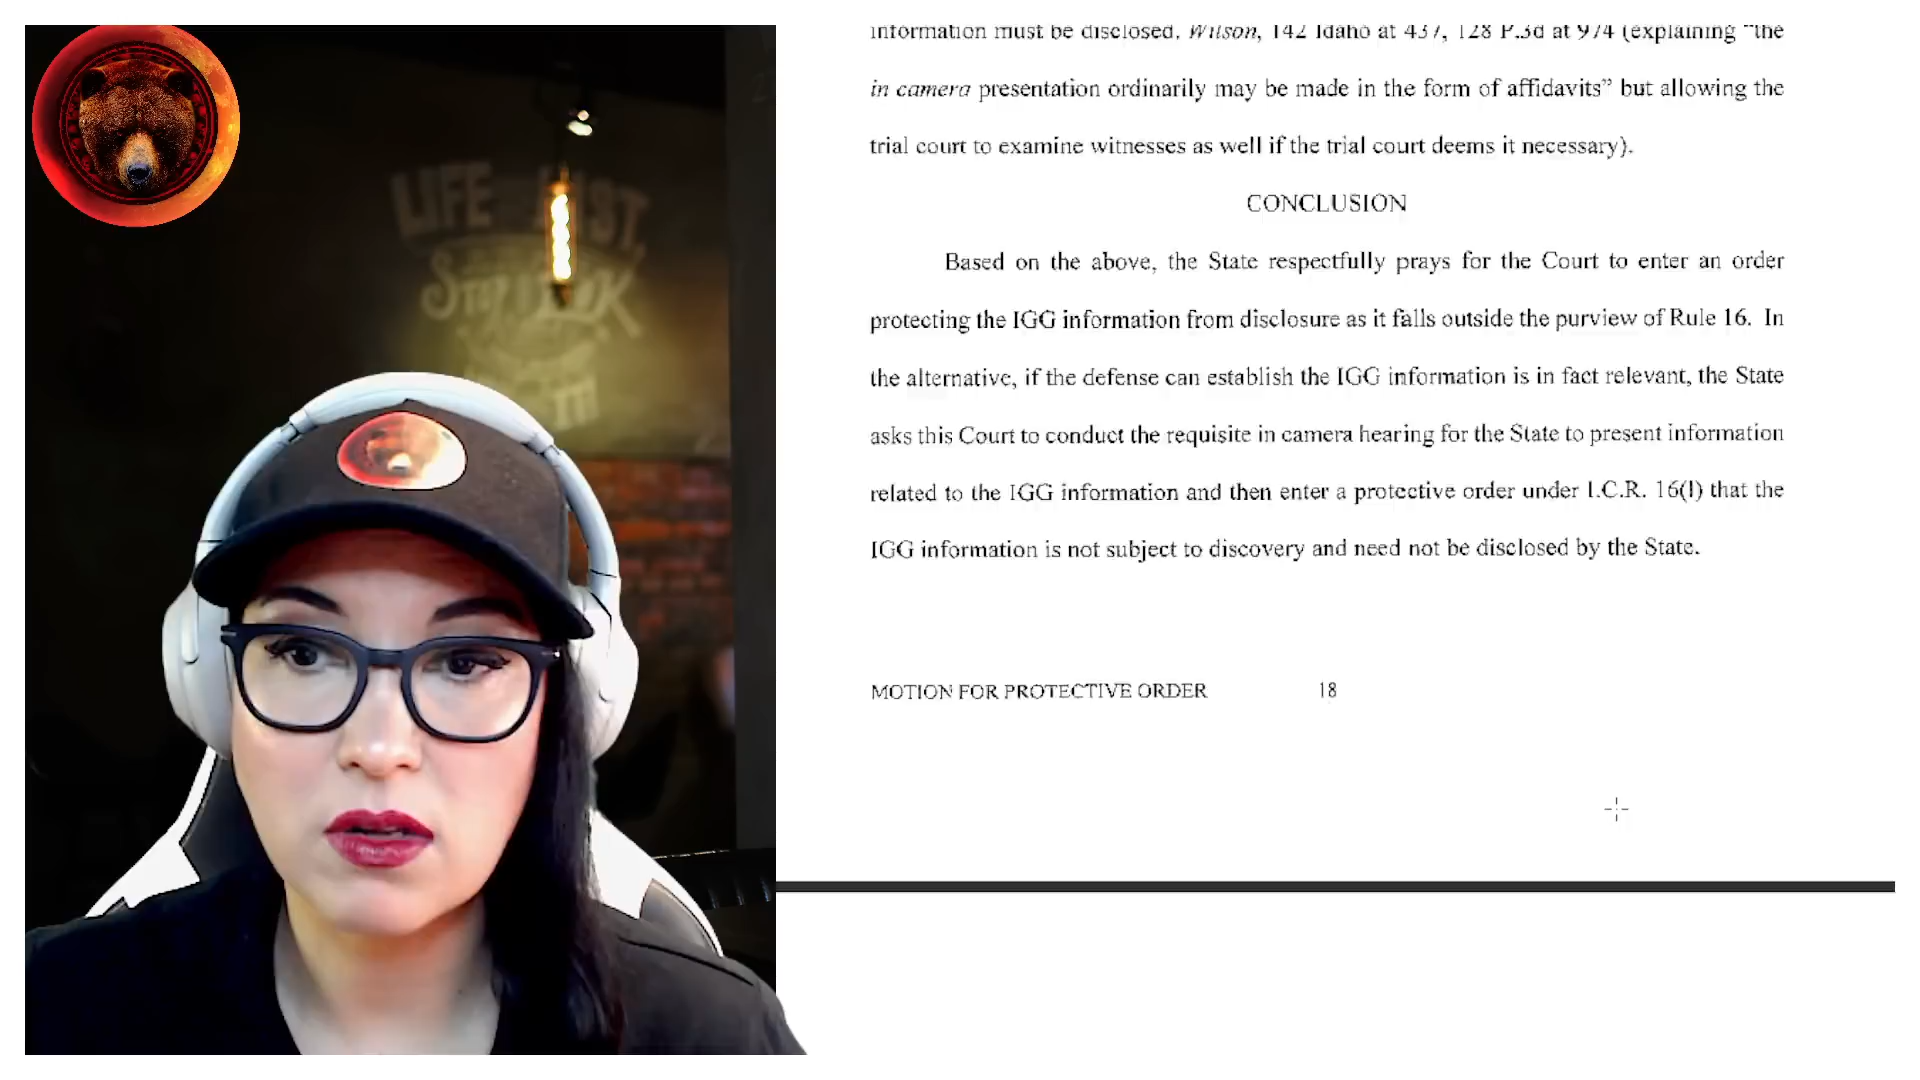 LIFE
information must be disclosed. Wilson, 142 Idaho at 437, 128 P.3d at 974 (explaining "the
in camera presentation ordinarily may be made in the form of affidavits" but allowing the
trial court to examine witnesses as well if the trial court deems it necessary).
CONCLUSION
Based on the above, the State respectfully prays for the Court to enter an order
protecting the IGG information from disclosure as it falls outside the purview of Rule 16. In
the alternative, if the defense can establish the IGG information is in fact relevant, the State
asks this Court to conduct the requisite in camera hearing for the State to present information
related to the IGG information and then enter a protective order under I.C.R. 16(l) that the
IGG information is not subject to discovery and need not be disclosed by the State.
MOTION FOR PROTECTIVE ORDER 18